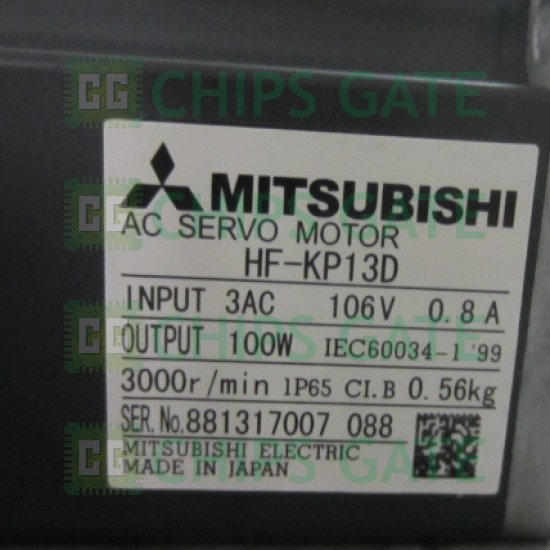 CHIPS GATE
MITSUBISHI
AC SERVO MOTOR
HF-KP13D
INPUT 3AC 106V 0.8A
OUTPUT 100W IEC60034-1 '99
3000r/min IP65 CI.B 0.56kg
SER.No.881317007 088
MITSUBISHI ELECTRIC
MADE IN JAPAN